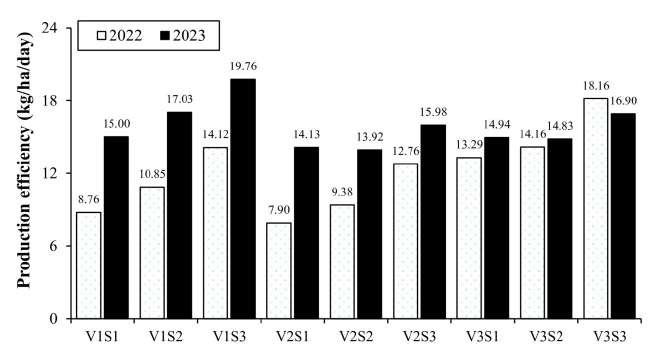 Production efficiency (kg/ha/day)
24
18
12
6
0
2022 2023
8.76 15.00 10.85 17.03 14.12 19.76 7.90 14.13 9.38 13.92 12.76 15.98 13.29 14.94 14.16 14.83 18.16 16.90
V1S1 V1S2 V1S3 V2S1 V2S2 V2S3 V3S1 V3S2 V3S3